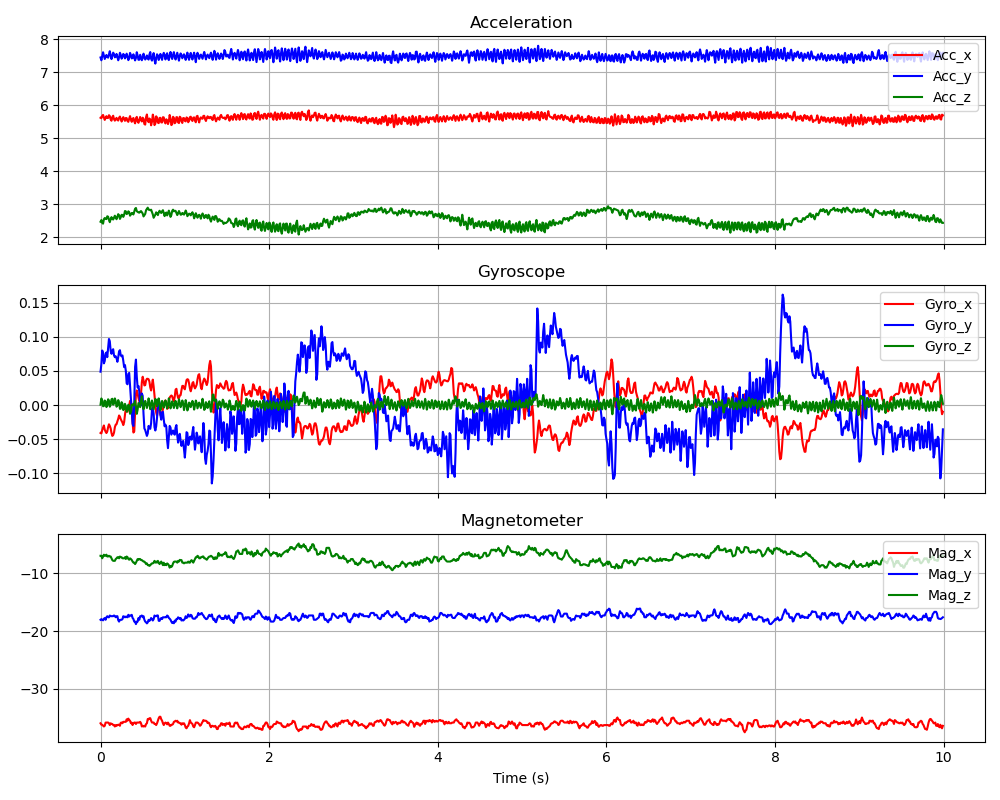 Acceleration
8
7
6
5
4
3
2
Acc_x
Acc_y
Acc_z
Gyroscope
0.15
0.10
0.05
0.00
−0.05
−0.10
Gyro_x
Gyro_y
Gyro_z
Magnetometer
−10
−20
−30
Mag_x
Mag_y
Mag_z
0 2 4 6 8 10
Time (s)